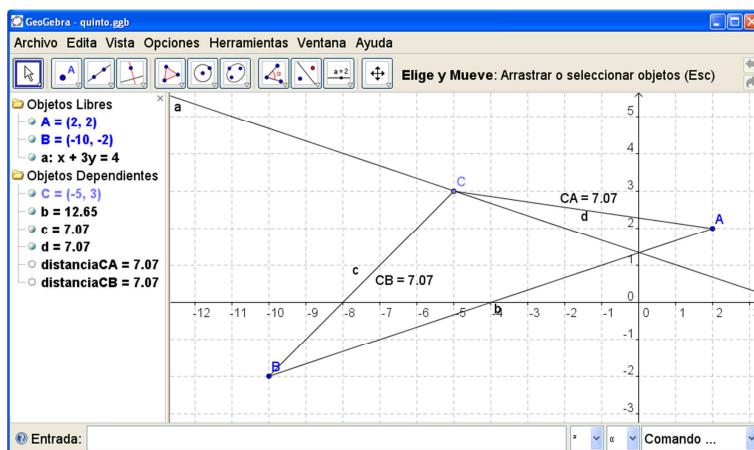 GeoGebra - quinto.ggb
Archivo Edita Vista Opciones Herramientas Ventana Ayuda
A
α
a=2
Elige y Mueve: Arrastrar o seleccionar objetos (Esc)
Objetos Libres
A = (2, 2)
B = (-10, -2)
a: x + 3y = 4
Objetos Dependientes
C = (-5, 3)
b = 12.65
c = 7.07
d = 7.07
distanciaCA = 7.07
distanciaCB = 7.07
a
5
4
3
C
CA = 7.07
d
A
2
1
c
CB = 7.07
0
b
-12 -11 -10 -9 -8 -7 -6 -5 -4 -3 -2 -1 0 1 2
-1
B
-2
-3
Entrada:
²
α
Comando ...